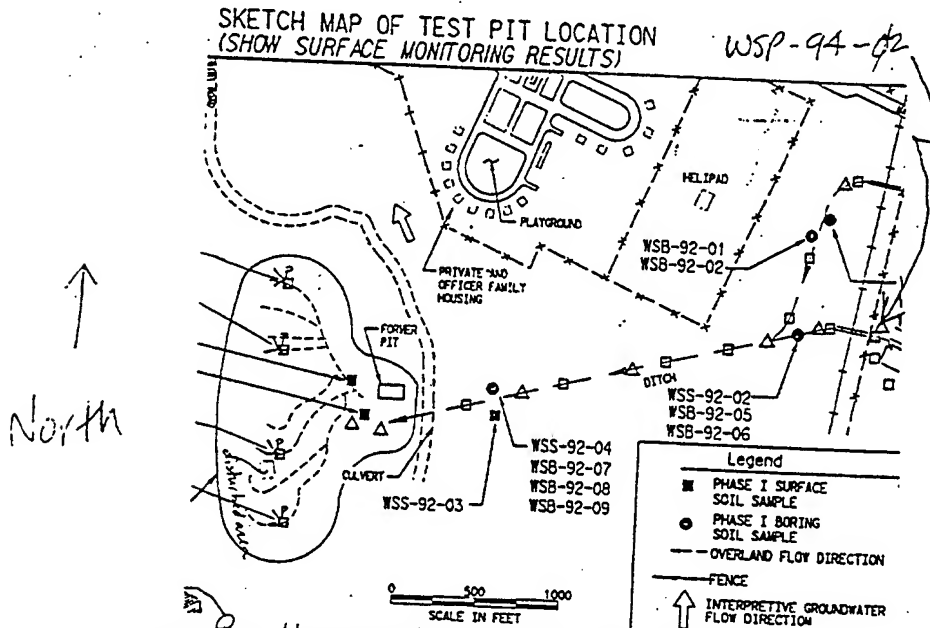 SKETCH MAP OF TEST PIT LOCATION
(SHOW SURFACE MONITORING RESULTS)
WSP-94-02
HELIPAD
PLAYGROUND
WSB-92-01
WSB-92-02
PRIVATE AND
OFFICER FAMILY
HOUSING
FORMER
PIT
North
DITCH
WSS-92-02
WSB-92-05
WSB-92-06
disturbed area
CULVERT
WSS-92-03
WSS-92-04
WSB-92-07
WSB-92-08
WSB-92-09
Legend
PHASE I SURFACE
SOIL SAMPLE
PHASE I BORING
SOIL SAMPLE
OVERLAND FLOW DIRECTION
FENCE
INTERPRETIVE GROUNDWATER
FLOW DIRECTION
0 500 1000
SCALE IN FEET